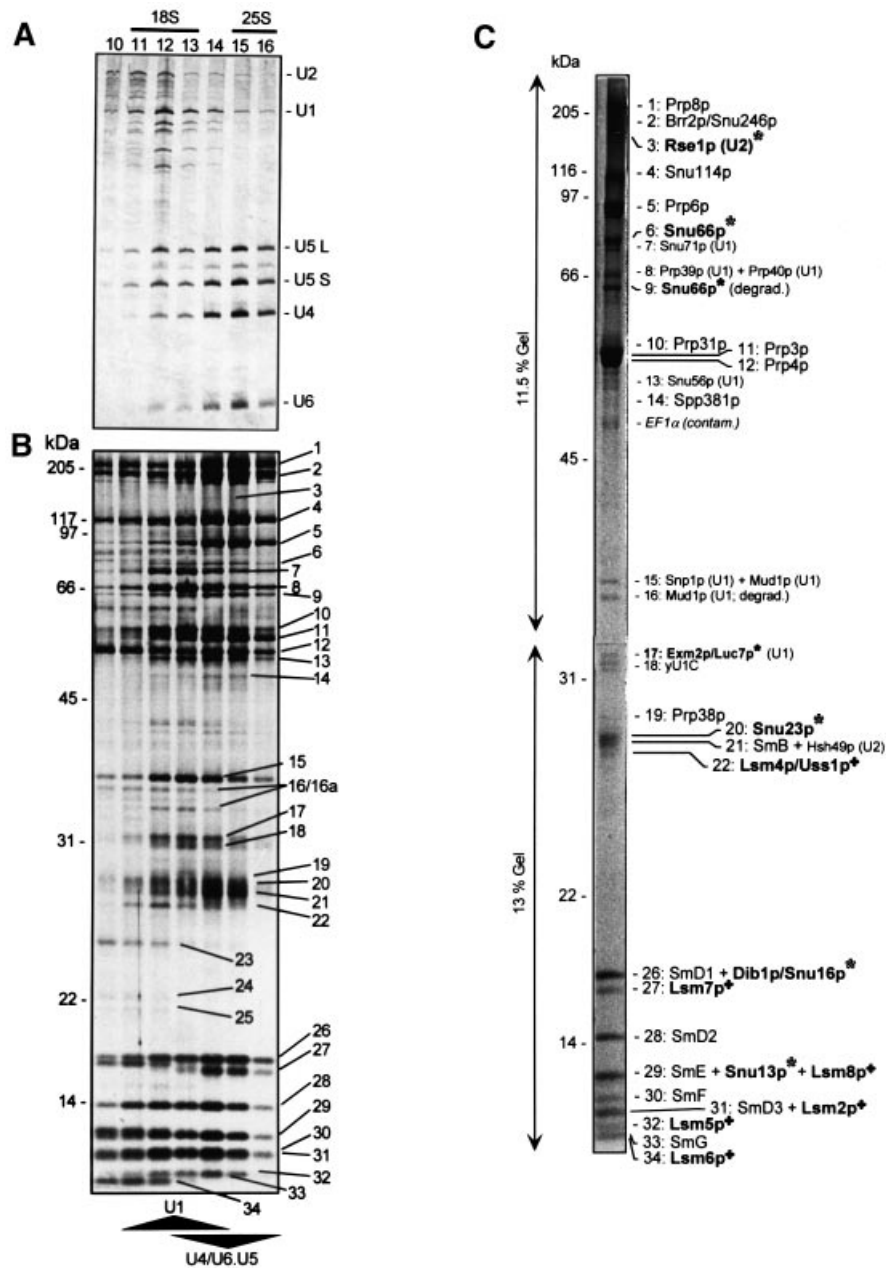 A
18S 25S
10 11 12 13 14 15 16
- U2
- U1
- U5 L
- U5 S
- U4
- U6
B
kDa
205 -
117 -
97 -
66 -
45 -
31 -
22 -
14 -
1
2
3
4
5
6
7
8
9
10
11
12
13
14
15
16/16a
17
18
19
20
21
22
23
24
25
26
27
28
29
30
31
32
33
34
U1
U4/U6.U5
C
kDa
205 -
116 -
97 -
66 -
45 -
31 -
22 -
14 -
11.5 % Gel
13 % Gel
- 1: Prp8p
- 2: Brr2p/Snu246p
3: Rse1p (U2)*
- 4: Snu114p
- 5: Prp6p
6: Snu66p*
- 7: Snu71p (U1)
- 8: Prp39p (U1) + Prp40p (U1)
9: Snu66p* (degrad.)
- 10: Prp31p
11: Prp3p
12: Prp4p
- 13: Snu56p (U1)
- 14: Spp381p
- EF1α (contam.)
- 15: Snp1p (U1) + Mud1p (U1)
- 16: Mud1p (U1; degrad.)
- 17: Exm2p/Luc7p* (U1)
- 18: yU1C
- 19: Prp38p
20: Snu23p*
21: SmB + Hsh49p (U2)
22: Lsm4p/Uss1p✚
- 26: SmD1 + Dib1p/Snu16p*
- 27: Lsm7p✚
- 28: SmD2
- 29: SmE + Snu13p* + Lsm8p✚
- 30: SmF
31: SmD3 + Lsm2p✚
- 32: Lsm5p✚
- 33: SmG
34: Lsm6p✚